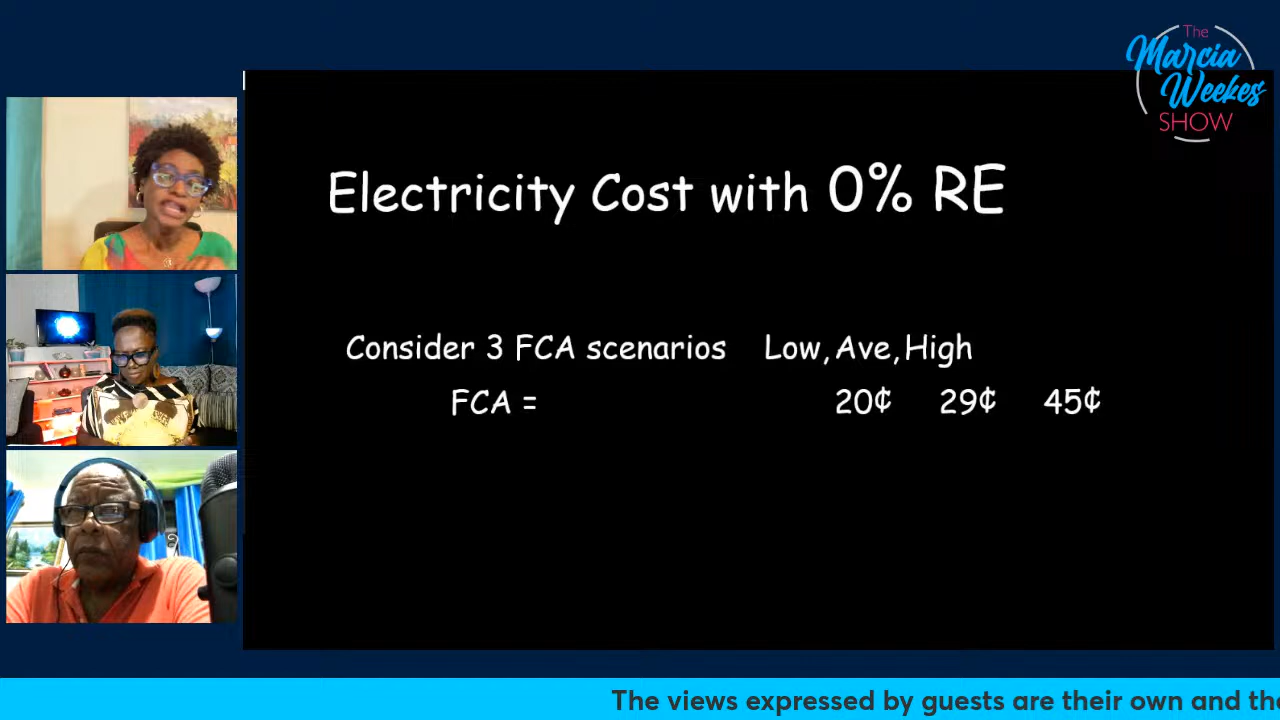 The
Marcia
Weekes
SHOW
Electricity Cost with 0% RE
Consider 3 FCA scenarios Low, Ave, High
FCA = 20¢ 29¢ 45¢
The views expressed by guests are their own and the